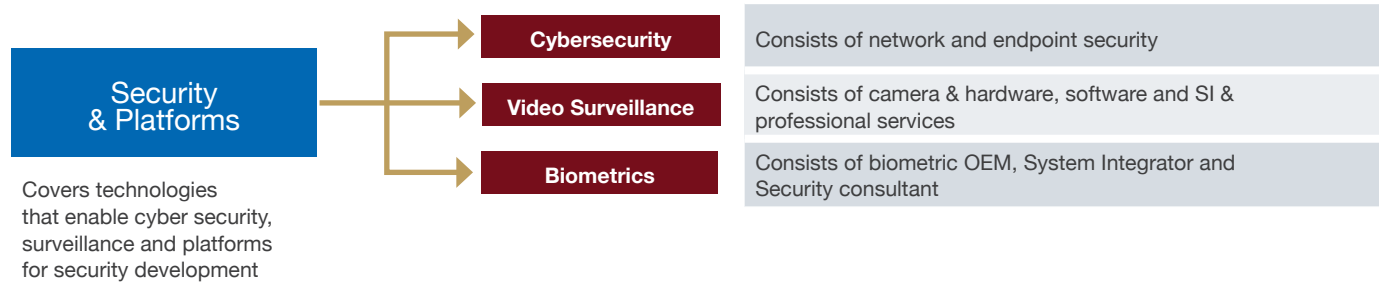 Security
& Platforms
Covers technologies
that enable cyber security,
surveillance and platforms
for security development
Cybersecurity
Consists of network and endpoint security
Video Surveillance
Consists of camera & hardware, software and SI &
professional services
Biometrics
Consists of biometric OEM, System Integrator and
Security consultant